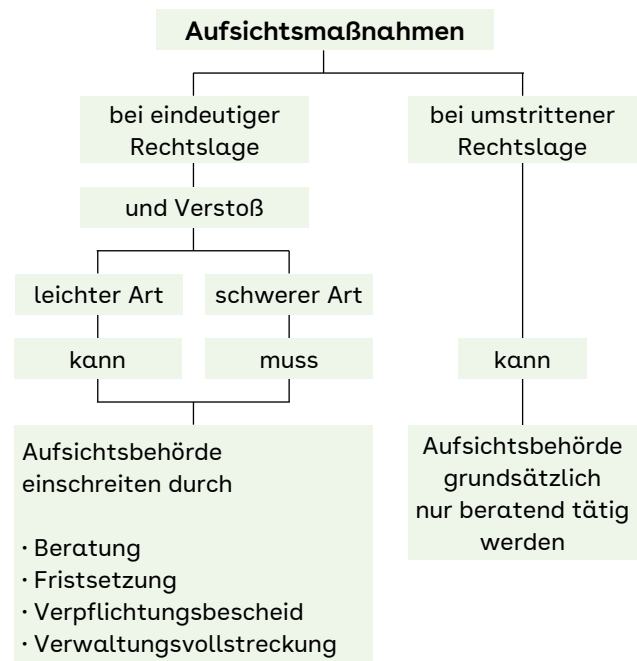 Aufsichtsmaßnahmen
bei eindeutiger
Rechtslage
bei umstrittener
Rechtslage
und Verstoß
leichter Art
schwerer Art
kann
muss
kann
Aufsichtsbehörde
einschreiten durch
· Beratung
· Fristsetzung
· Verpflichtungsbescheid
· Verwaltungsvollstreckung
Aufsichtsbehörde
grundsätzlich
nur beratend tätig
werden